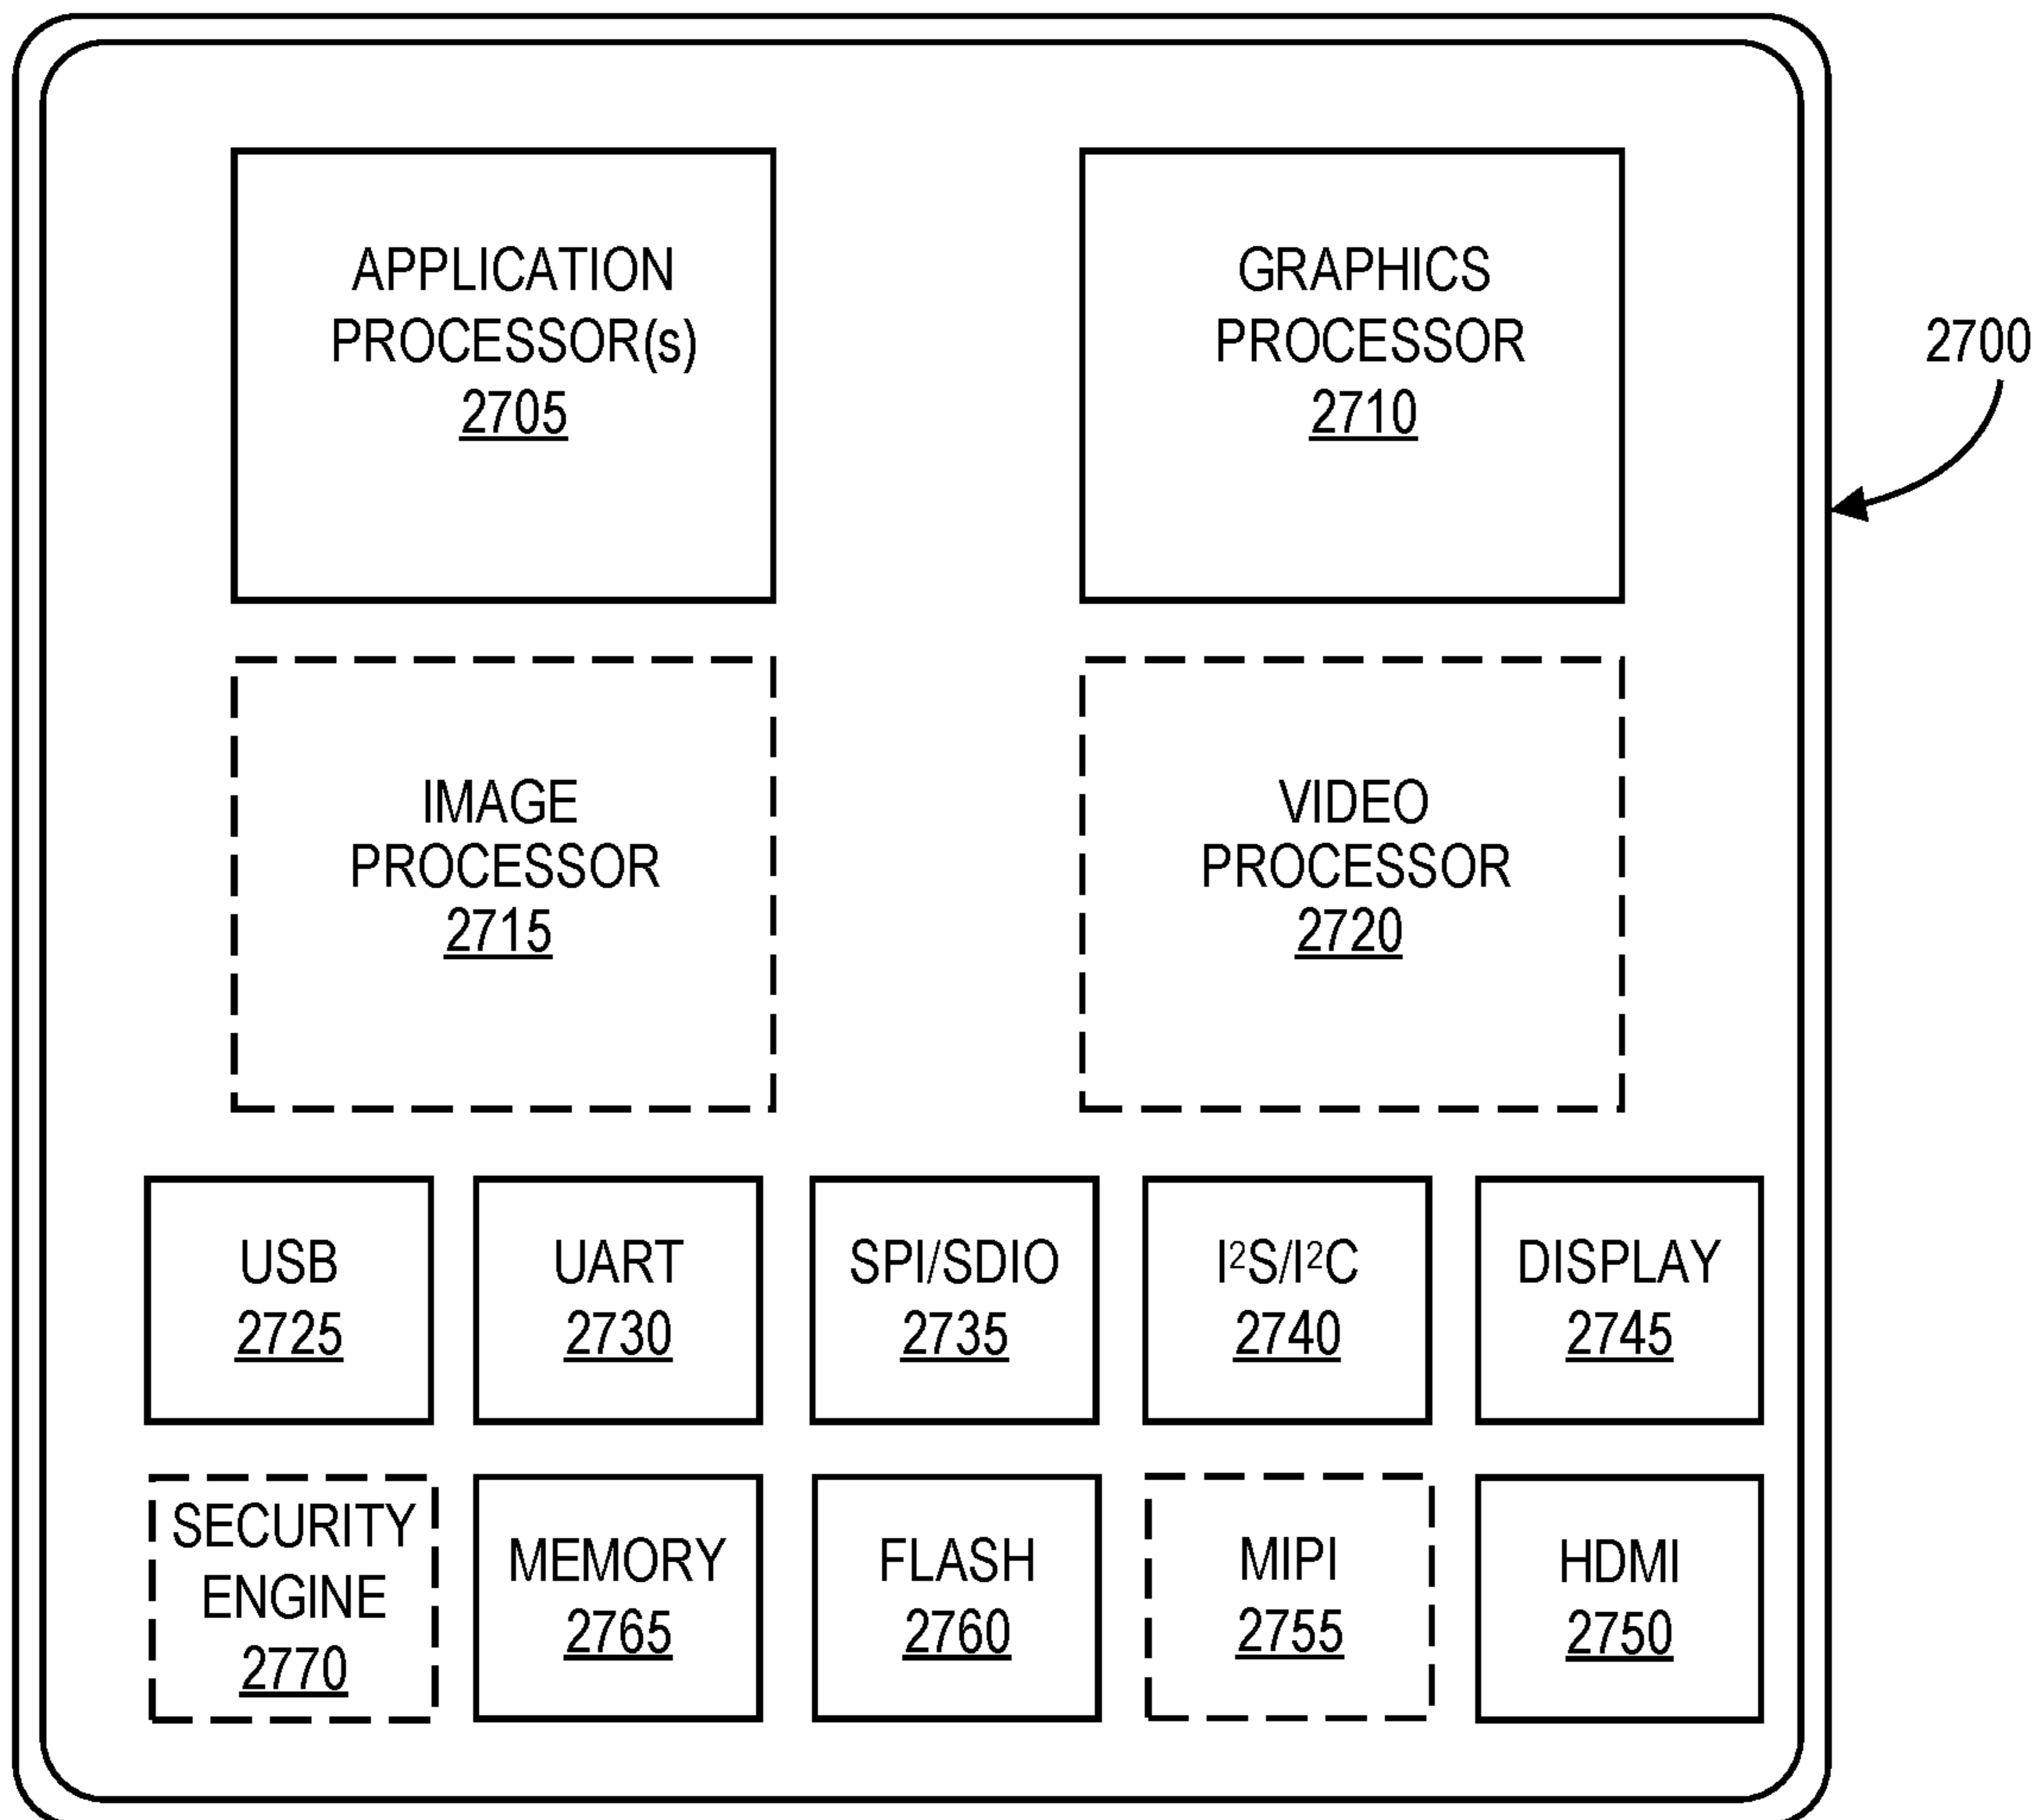 APPLICATION
PROCESSOR(s)
2705
GRAPHICS
PROCESSOR
2710
2700
IMAGE
PROCESSOR
2715
VIDEO
PROCESSOR
2720
USB
2725
UART
2730
SPI/SDIO
2735
I²S/I²C
2740
DISPLAY
2745
SECURITY
ENGINE
2770
MEMORY
2765
FLASH
2760
MIPI
2755
HDMI
2750